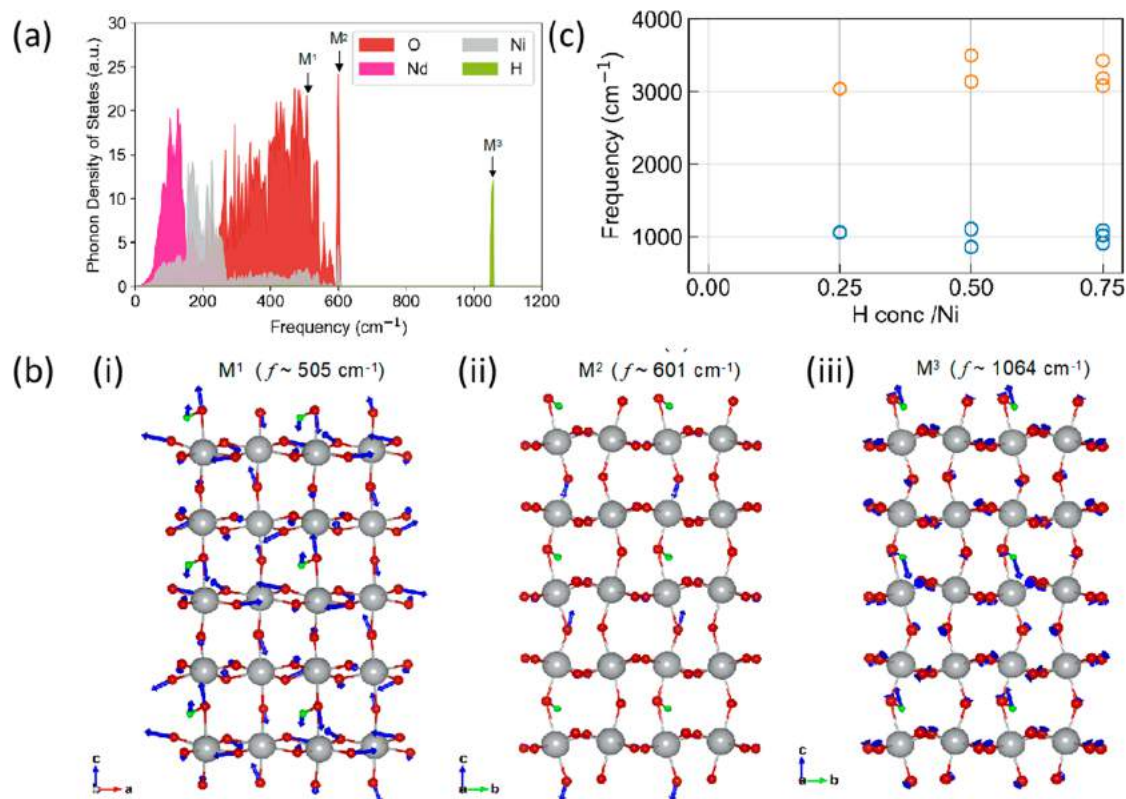 (a)
Phonon Density of States (a.u.)
30
25
20
15
10
5
0
M¹
M²
M³
O
Ni
Nd
H
0 200 400 600 800 1000 1200
Frequency (cm⁻¹)
(c)
Frequency (cm⁻¹)
4000
3000
2000
1000
0.00 0.25 0.50 0.75
H conc /Ni
(b)
(i)
M¹ (f ~ 505 cm⁻¹)
c
a
(ii)
M² (f ~ 601 cm⁻¹)
c
a
b
(iii)
M³ (f ~ 1064 cm⁻¹)
c
a
b